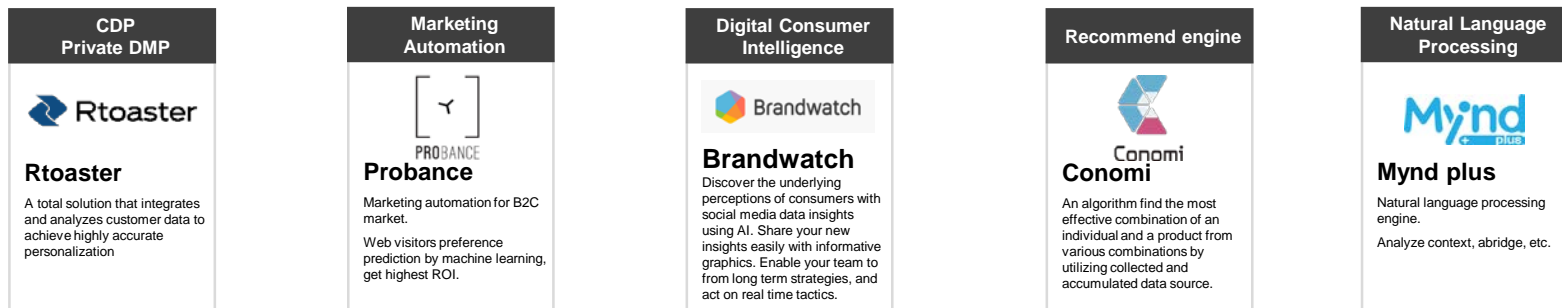 CDP
Private DMP
Rtoaster
Rtoaster
A total solution that integrates
and analyzes customer data to
achieve highly accurate
personalization
Marketing
Automation
PROBANCE
Probance
Marketing automation for B2C
market.
Web visitors preference
prediction by machine learning,
get highest ROI.
Digital Consumer
Intelligence
Brandwatch
Brandwatch
Discover the underlying
perceptions of consumers with
social media data insights
using AI. Share your new
insights easily with informative
graphics. Enable your team to
from long term strategies, and
act on real time tactics.
Recommend engine
Conomi
Conomi
An algorithm find the most
effective combination of an
individual and a product from
various combinations by
utilizing collected and
accumulated data source.
Natural Language
Processing
Mynd
+ plus
Mynd plus
Natural language processing
engine.
Analyze context, abridge, etc.